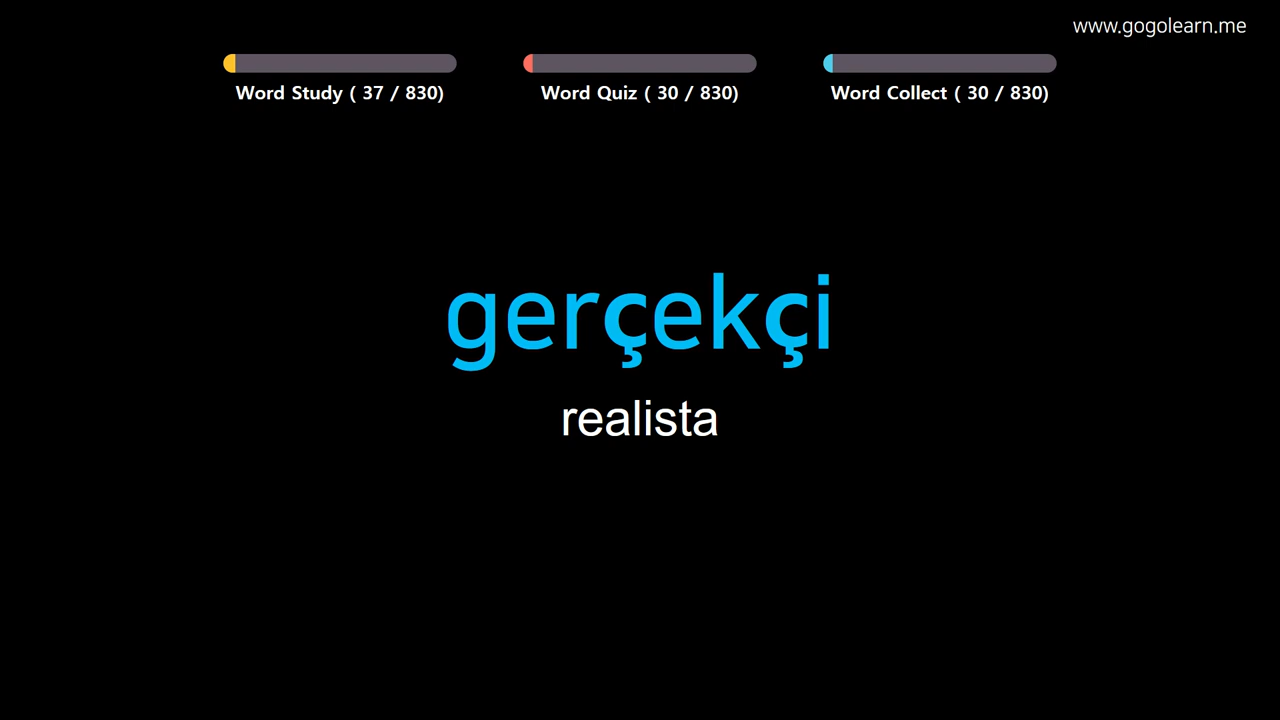 www.gogolearn.me
Word Study ( 37 / 830)
Word Quiz ( 30 / 830)
Word Collect ( 30 / 830)
gerçekçi
realista